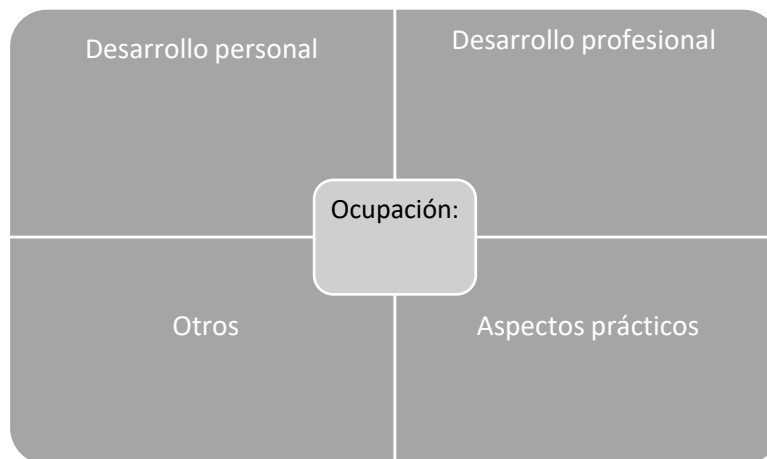 Desarrollo personal
Desarrollo profesional
Ocupación:
Otros
Aspectos prácticos